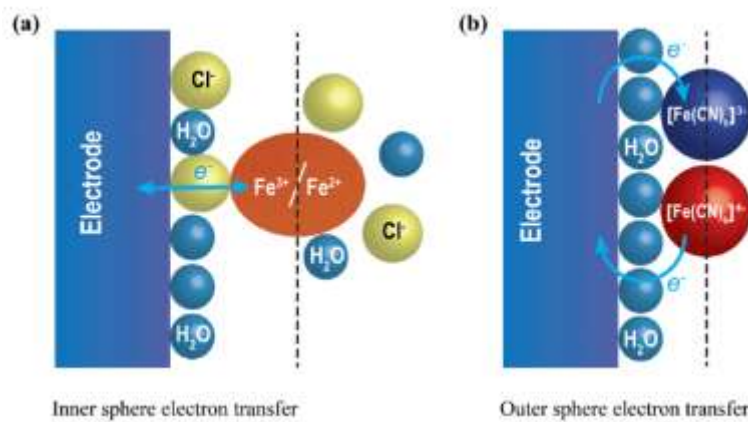 (a)
Cl⁻
H₂O
Electrode
e⁻
Fe³⁺/Fe²⁺
Cl⁻
H₂O
H₂O
Inner sphere electron transfer
(b)
e⁻
[Fe(CN)₆]³⁻
H₂O
Electrode
[Fe(CN)₆]⁴⁻
e⁻
H₂O
Outer sphere electron transfer